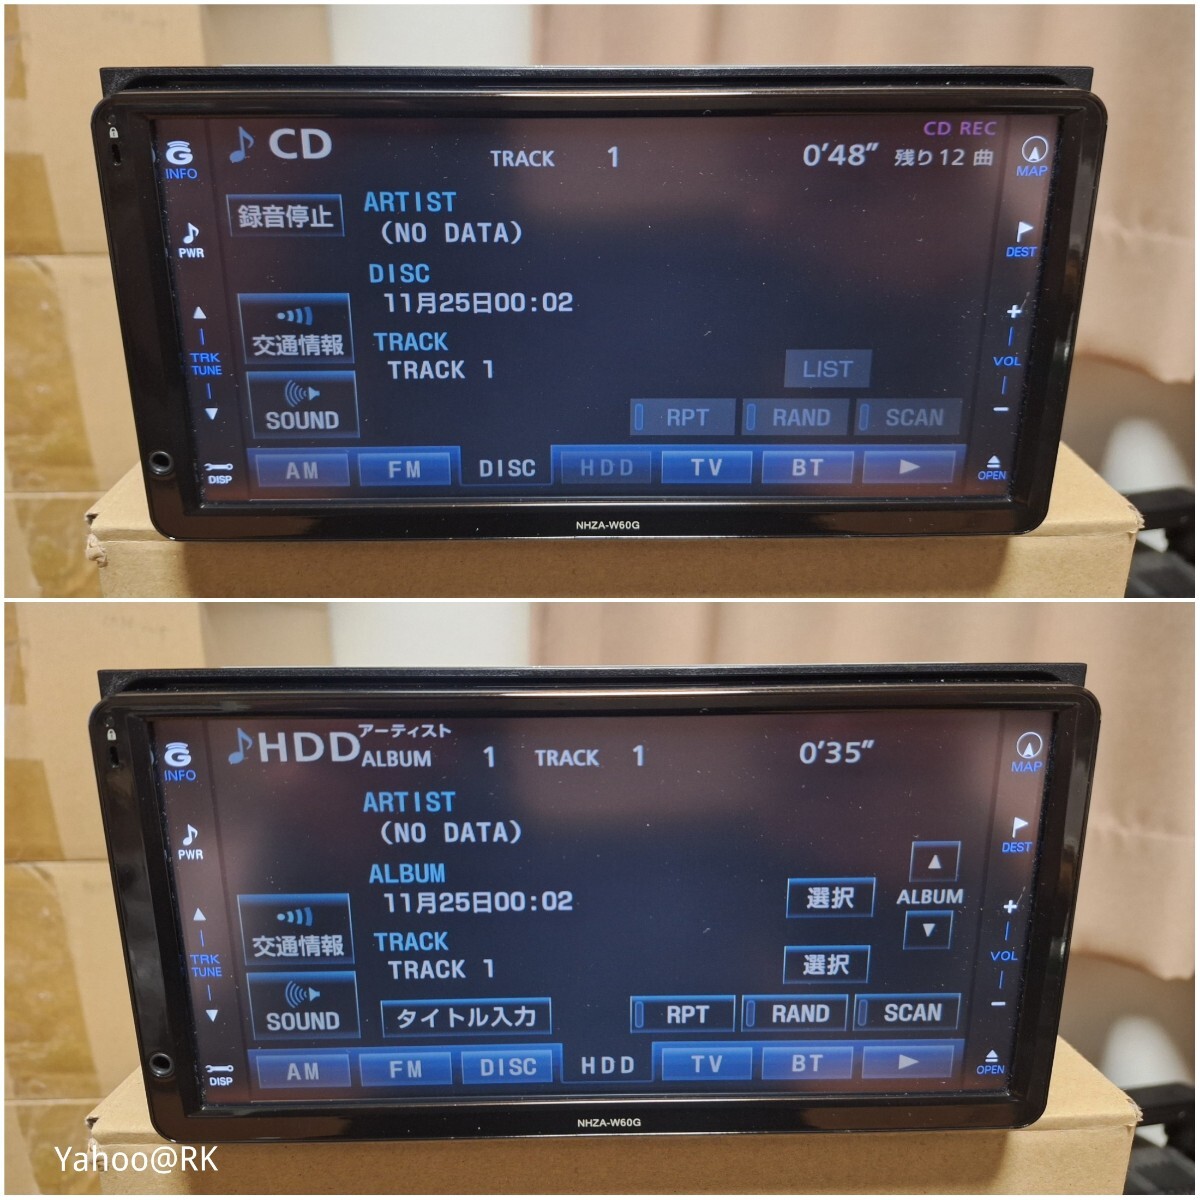 CD REC
CD
TRACK 1
0'48"
残り 12 曲
G
INFO
MAP
録音停止
ARTIST
(NO DATA)
PWR
DEST
DISC
11月25日00:02
交通情報
TRACK
TRACK 1
TRK
TUNE
VOL
LIST
SOUND
RPT
RAND
SCAN
DISP
AM
FM
DISC
HDD
TV
BT
OPEN
NHZA-W60G
HDD
アーティスト
ALBUM 1
TRACK 1
0'35"
G
INFO
MAP
ARTIST
(NO DATA)
PWR
DEST
ALBUM
11月25日00:02
選択
ALBUM
交通情報
TRACK
TRACK 1
選択
TRK
TUNE
VOL
SOUND
タイトル入力
RPT
RAND
SCAN
DISP
AM
FM
DISC
HDD
TV
BT
OPEN
NHZA-W60G
Yahoo@RK